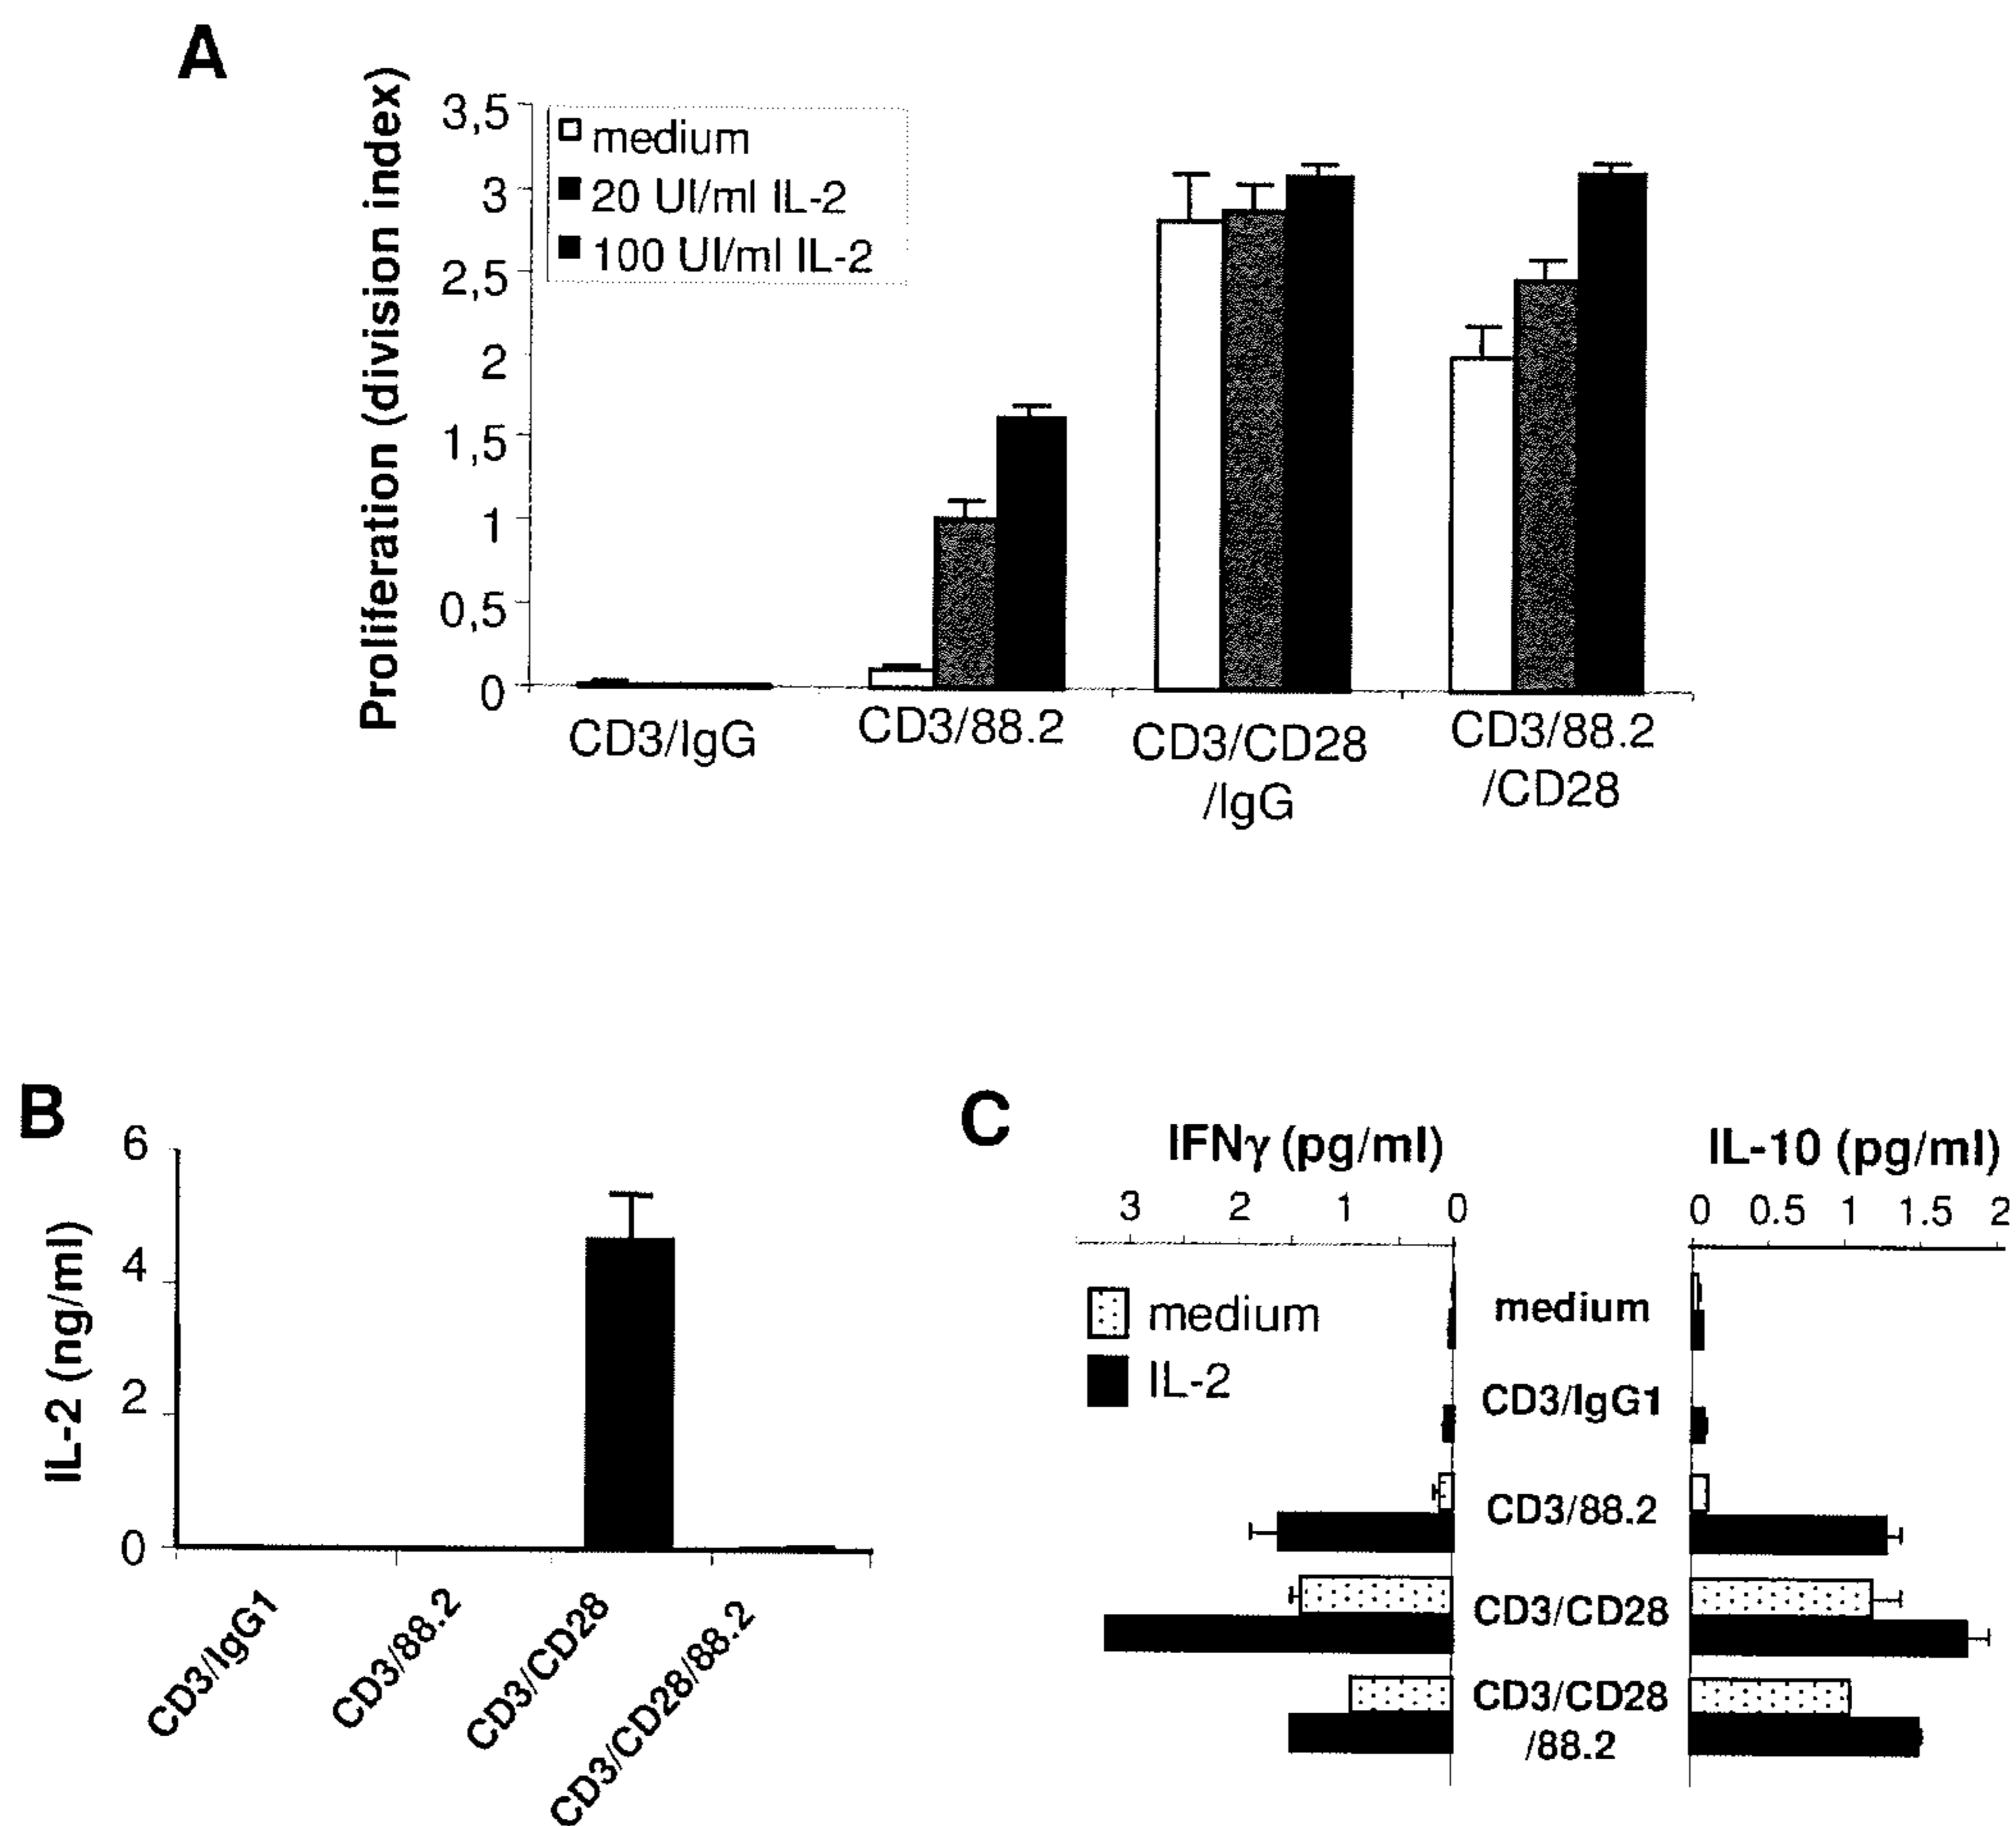 A
Proliferation (division index)
3,5
3
2,5
2
1,5
1
0,5
0
medium
20 UI/ml IL-2
100 UI/ml IL-2
CD3/IgG
CD3/88.2
CD3/CD28
/IgG
CD3/88.2
/CD28
B
IL-2 (ng/ml)
6
4
2
0
CD3/IgG1
CD3/88.2
CD3/CD28
CD3/CD28/88.2
C
IFNγ (pg/ml)
3 2 1 0
IL-10 (pg/ml)
0 0.5 1 1.5 2
medium
IL-2
medium
CD3/IgG1
CD3/88.2
CD3/CD28
CD3/CD28
/88.2